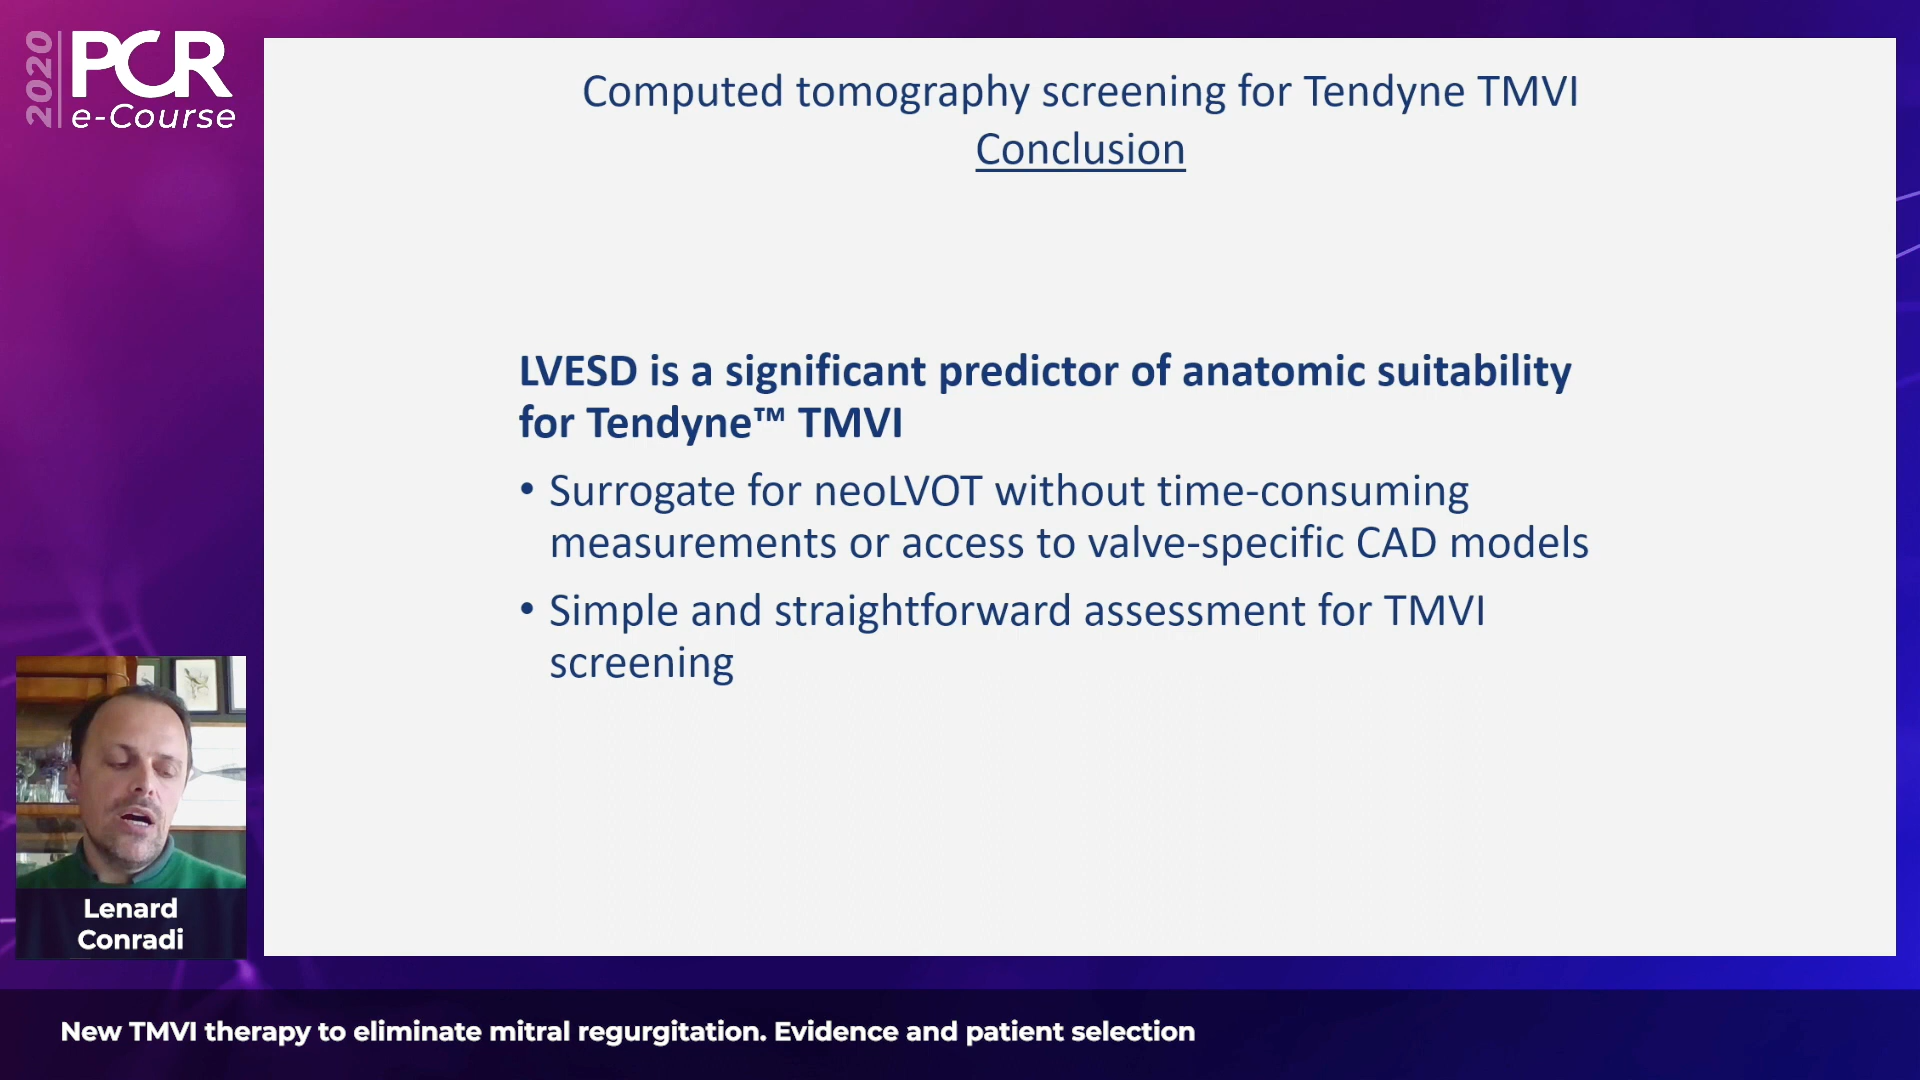 2020
PCR
e-Course
Computed tomography screening for Tendyne TMVI
Conclusion
LVESD is a significant predictor of anatomic suitability
for Tendyne™ TMVI
• Surrogate for neoLVOT without time-consuming
measurements or access to valve-specific CAD models
• Simple and straightforward assessment for TMVI
screening
Lenard
Conradi
New TMVI therapy to eliminate mitral regurgitation. Evidence and patient selection